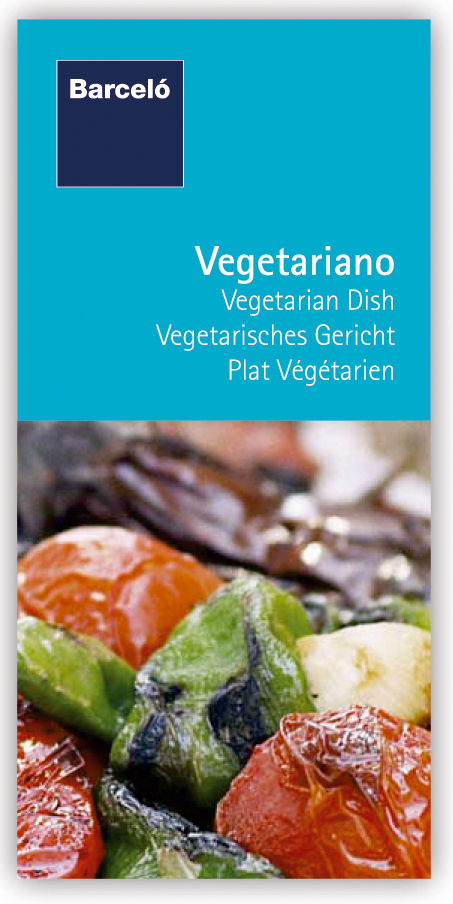 Barceló
Vegetariano
Vegetarian Dish
Vegetarisches Gericht
Plat Végétarien